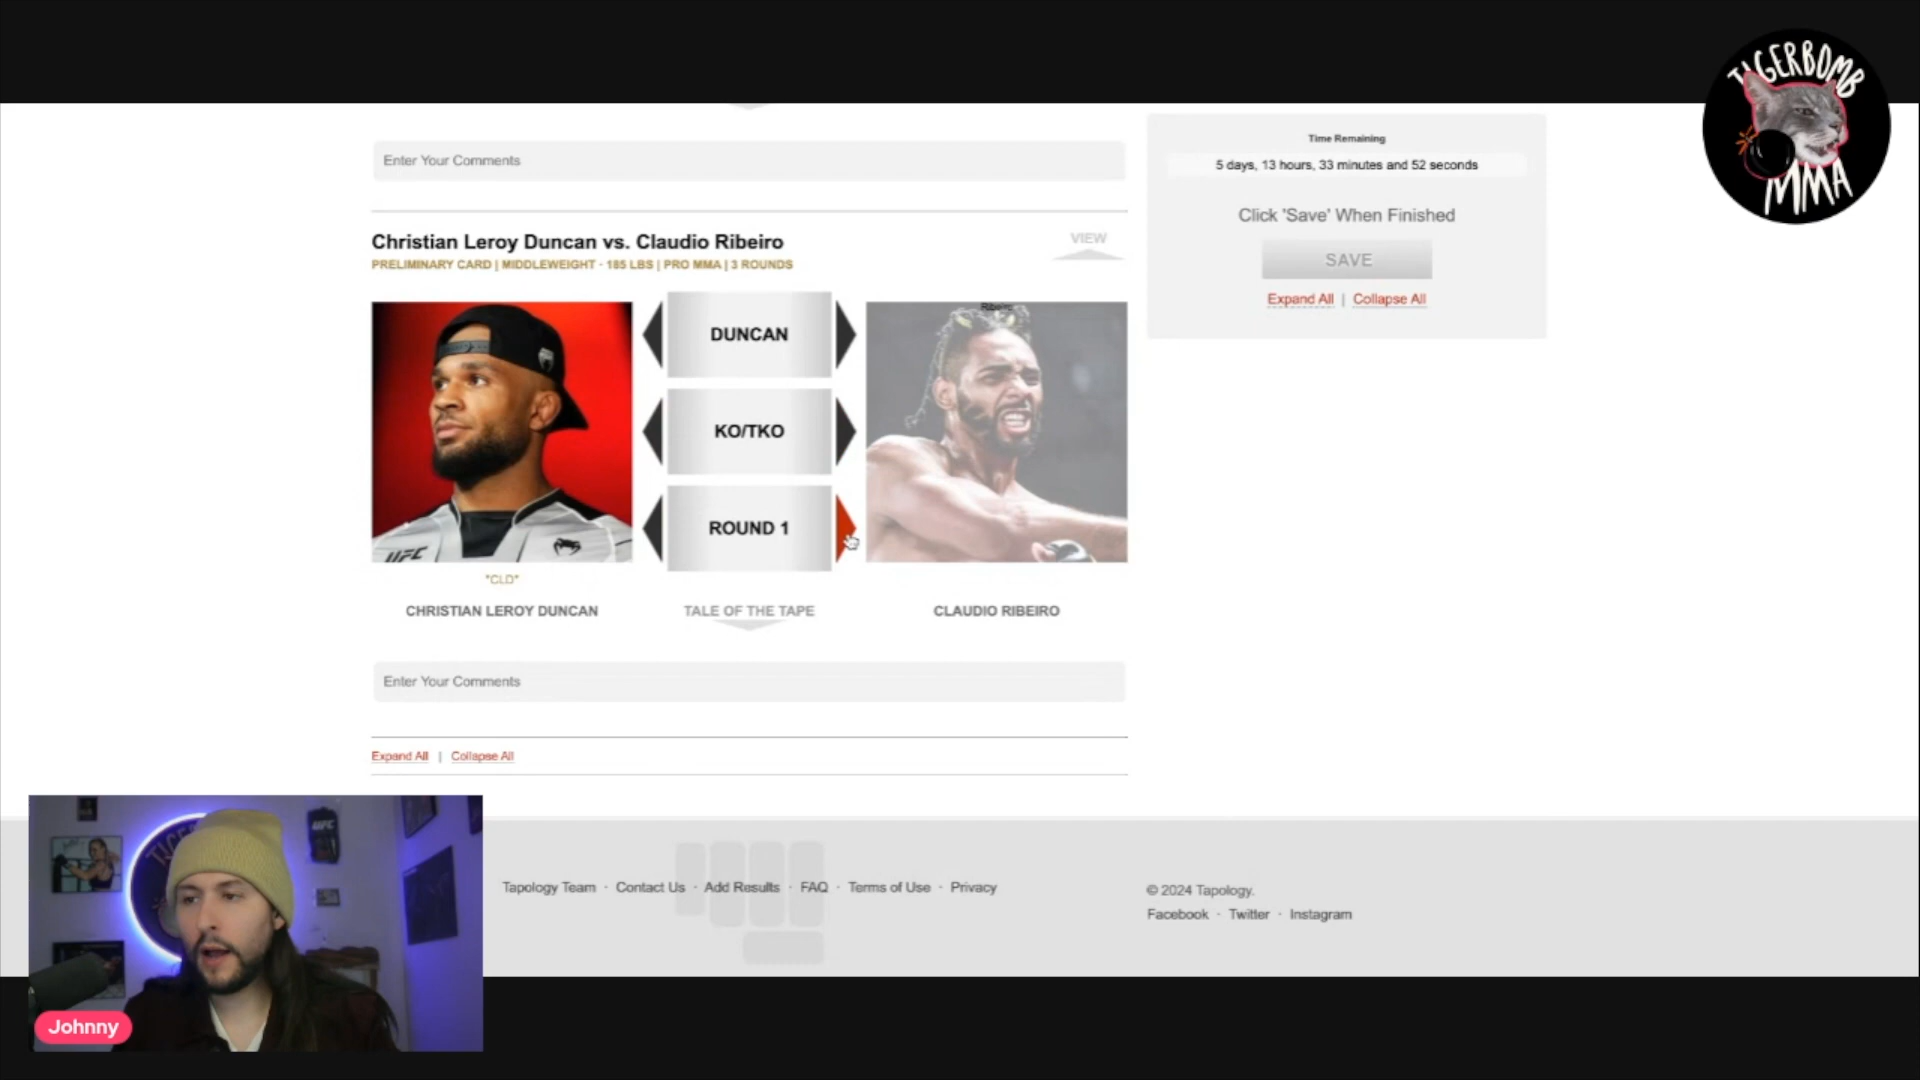 TIGERBOMB
MMA
Time Remaining
5 days, 13 hours, 33 minutes and 52 seconds
Enter Your Comments
Click 'Save' When Finished
SAVE
Expand All | Collapse All
Christian Leroy Duncan vs. Claudio Ribeiro
VIEW
PRELIMINARY CARD | MIDDLEWEIGHT · 185 LBS | PRO MMA | 3 ROUNDS
Ribeiro
DUNCAN
KO/TKO
ROUND 1
UFC
"CLD"
CHRISTIAN LEROY DUNCAN
TALE OF THE TAPE
CLAUDIO RIBEIRO
Enter Your Comments
Expand All | Collapse All
UFC
Tapology Team · Contact Us · Add Results · FAQ · Terms of Use · Privacy
© 2024 Tapology.
Facebook · Twitter · Instagram
Johnny